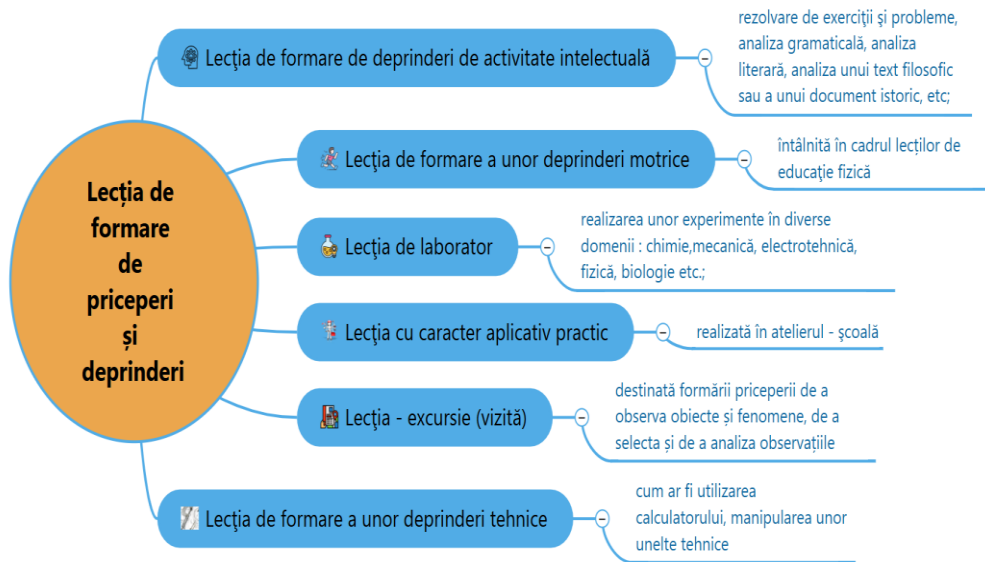 Lecția de
formare
de
priceperi
și
deprinderi
Lecţia de formare de deprinderi de activitate intelectuală
rezolvare de exerciţii şi probleme,
analiza gramaticală, analiza
literară, analiza unui text filosofic
sau a unui document istoric, etc;
Lecţia de formare a unor deprinderi motrice
întâlnită în cadrul lecților de
educaţie fizică
Lecţia de laborator
realizarea unor experimente în diverse
domenii : chimie,mecanică, electrotehnică,
fizică, biologie etc.;
Lecţia cu caracter aplicativ practic
realizată în atelierul - şcoală
Lecţia - excursie (vizită)
destinată formării priceperii de a
observa obiecte și fenomene, de a
selecta și de a analiza observațiile
Lecţia de formare a unor deprinderi tehnice
cum ar fi utilizarea
calculatorului, manipularea unor
unelte tehnice